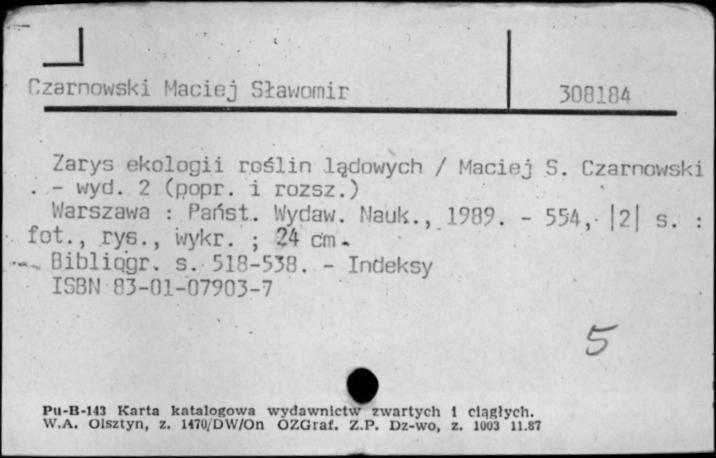 Czarnowski Maciej Sławomir 308184
Zarys ekologii roślin lądowych / Maciej S. Czarnowski
. - wyd. 2 (popr. i rozsz.)
Warszawa : Państ. Wydaw. Nauk., 1989. - 554, |2| s. :
fot., rys., wykr. ; 24 cm.
Bibliogr. s. 518-538. - Indeksy
ISBN 83-01-07903-7
5
Pu-B-143 Karta katalogowa wydawnictw zwartych i ciągłych.
W.A. Olsztyn, z. 1470/DW/On OZGraf. Z.P. Dz-wo, z. 1003 11.87